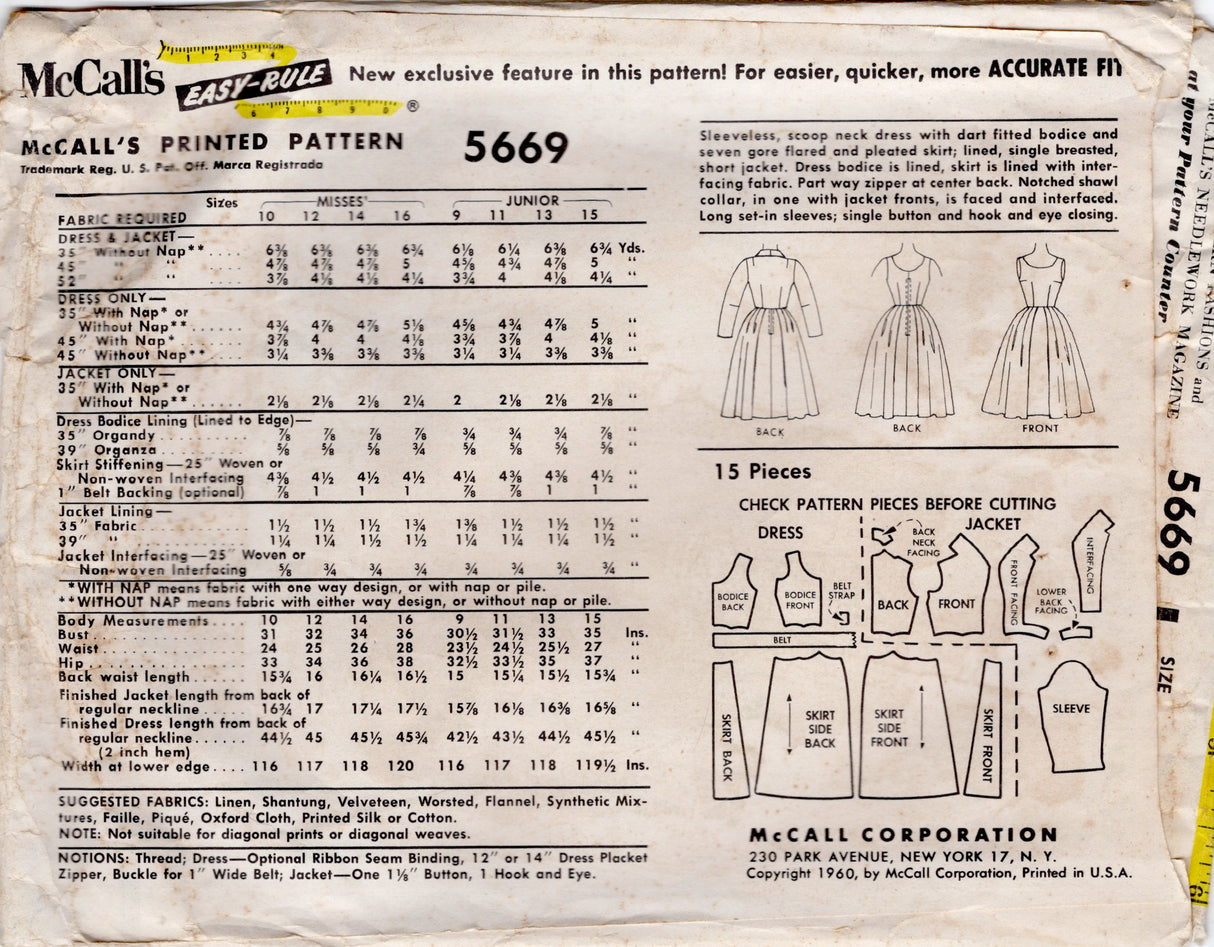 McCall's EASY-RULE ® New exclusive feature in this pattern! For easier, quicker, more ACCURATE FIT
1 2 3 4
6 7 8 9
McCALL'S PRINTED PATTERN 5669
Trademark Reg. U. S. Pat. Off. Marca Registrada
Sizes MISSES' JUNIOR
FABRIC REQUIRED 10 12 14 16 9 11 13 15
DRESS & JACKET—
35" Without Nap** .... 6⅜ 6⅜ 6⅜ 6¾ 6⅛ 6¼ 6⅜ 6¾ Yds.
45" " " .... 4⅞ 4⅞ 4⅞ 5 4⅝ 4¾ 4⅞ 5 "
52" " " .... 3⅞ 4⅛ 4⅛ 4¼ 3¾ 4 4⅛ 4¼ "
DRESS ONLY—
35" With Nap* or
Without Nap** ...... 4¾ 4⅞ 4⅞ 5⅛ 4⅝ 4¾ 4⅞ 5 "
45" With Nap* ...... 3⅞ 4 4 4⅛ 3¾ 3⅞ 4 4⅛ "
45" Without Nap** .... 3¼ 3⅜ 3⅜ 3⅜ 3¼ 3¼ 3⅜ 3⅜ "
JACKET ONLY—
35" With Nap* or
Without Nap** ...... 2⅛ 2⅛ 2⅛ 2¼ 2 2⅛ 2⅛ 2⅛ "
Dress Bodice Lining (Lined to Edge)—
35" Organdy .......... ⅞ ⅞ ⅞ ⅞ ¾ ¾ ¾ ⅞ "
39" Organza .......... ⅝ ⅝ ⅝ ¾ ⅝ ⅝ ⅝ ⅝ "
Skirt Stiffening—25" Woven or
Non-woven Interfacing 4⅜ 4½ 4½ 4½ 4¼ 4⅜ 4⅜ 4½ "
1" Belt Backing (optional) ⅞ 1 1 1 ⅞ ⅞ 1 1 "
Jacket Lining—
35" Fabric .......... 1½ 1½ 1½ 1¾ 1⅜ 1½ 1½ 1½ "
39" " .......... 1¼ 1¼ 1½ 1½ 1¼ 1¼ 1¼ 1½ "
Jacket Interfacing—25" Woven or
Non-woven Interfacing ⅝ ¾ ¾ ¾ ¾ ¾ ¾ ¾ "
*WITH NAP means fabric with one way design, or with nap or pile.
**WITHOUT NAP means fabric with either way design, or without nap or pile.
Body Measurements .... 10 12 14 16 9 11 13 15
Bust ................ 31 32 34 36 30½ 31½ 33 35 Ins.
Waist ............... 24 25 26 28 23½ 24½ 25½ 27 "
Hip ................. 33 34 36 38 32½ 33½ 35 37 "
Back waist length ..... 15¾ 16 16¼ 16½ 15 15¼ 15½ 15¾ "
Finished Jacket length from back of
regular neckline ..... 16¾ 17 17¼ 17½ 15⅞ 16⅛ 16⅜ 16⅝ "
Finished Dress length from back of
regular neckline ...... 44½ 45 45½ 45¾ 42½ 43½ 44½ 45½ "
(2 inch hem)
Width at lower edge .... 116 117 118 120 116 117 118 119½ Ins.
SUGGESTED FABRICS: Linen, Shantung, Velveteen, Worsted, Flannel, Synthetic Mix-
tures, Faille, Piqué, Oxford Cloth, Printed Silk or Cotton.
NOTE: Not suitable for diagonal prints or diagonal weaves.
NOTIONS: Thread; Dress—Optional Ribbon Seam Binding, 12" or 14" Dress Placket
Zipper, Buckle for 1" Wide Belt; Jacket—One 1⅛" Button, 1 Hook and Eye.
Sleeveless, scoop neck dress with dart fitted bodice and
seven gore flared and pleated skirt; lined, single breasted,
short jacket. Dress bodice is lined, skirt is lined with inter-
facing fabric. Part way zipper at center back. Notched shawl
collar, in one with jacket fronts, is faced and interfaced.
Long set-in sleeves; single button and hook and eye closing.
BACK BACK FRONT
15 Pieces
CHECK PATTERN PIECES BEFORE CUTTING
DRESS
JACKET
BODICE BACK
BODICE FRONT
BELT STRAP
BELT
SKIRT BACK
SKIRT SIDE BACK
SKIRT SIDE FRONT
SKIRT FRONT
BACK NECK FACING
BACK
FRONT
FRONT FACING
INTERFACING
LOWER BACK FACING
SLEEVE
McCALL CORPORATION
230 PARK AVENUE, NEW YORK 17, N. Y.
Copyright 1960, by McCall Corporation, Printed in U.S.A.
FASHIONS and
McCALL'S NEEDLEWORK MAGAZINE
at your Pattern Counter
5669
SIZE
6